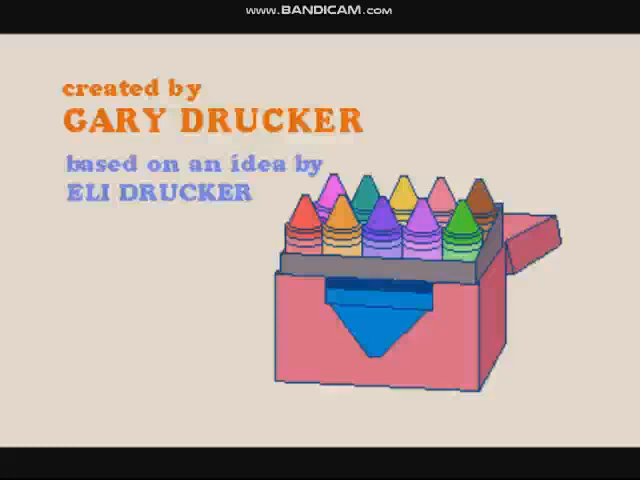 www.BANDICAM.com
created by
GARY DRUCKER
based on an idea by
ELI DRUCKER